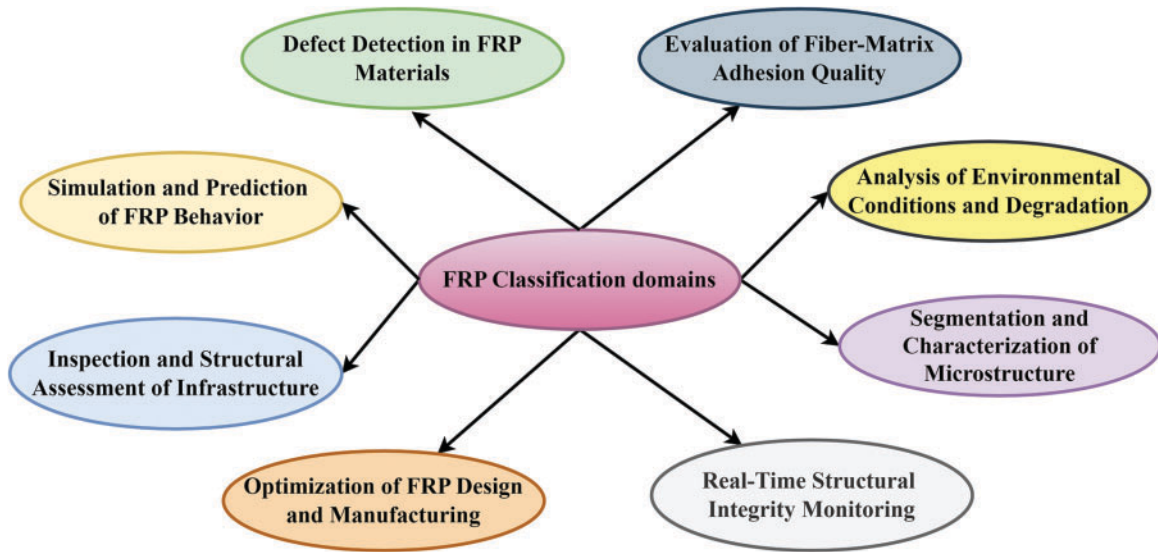 Defect Detection in FRP
Materials
Evaluation of Fiber-Matrix
Adhesion Quality
Simulation and Prediction
of FRP Behavior
Analysis of Environmental
Conditions and Degradation
FRP Classification domains
Inspection and Structural
Assessment of Infrastructure
Segmentation and
Characterization of
Microstructure
Optimization of FRP Design
and Manufacturing
Real-Time Structural
Integrity Monitoring